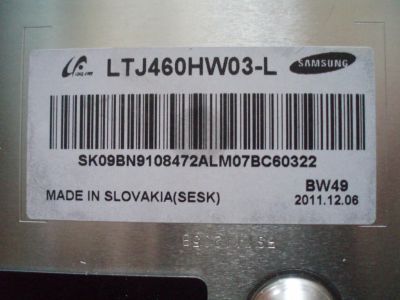 LTJ460HW03-L
SAMSUNG
SK09BN9108472ALM07BC60322
BW49
MADE IN SLOVAKIA(SESK)
2011.12.06